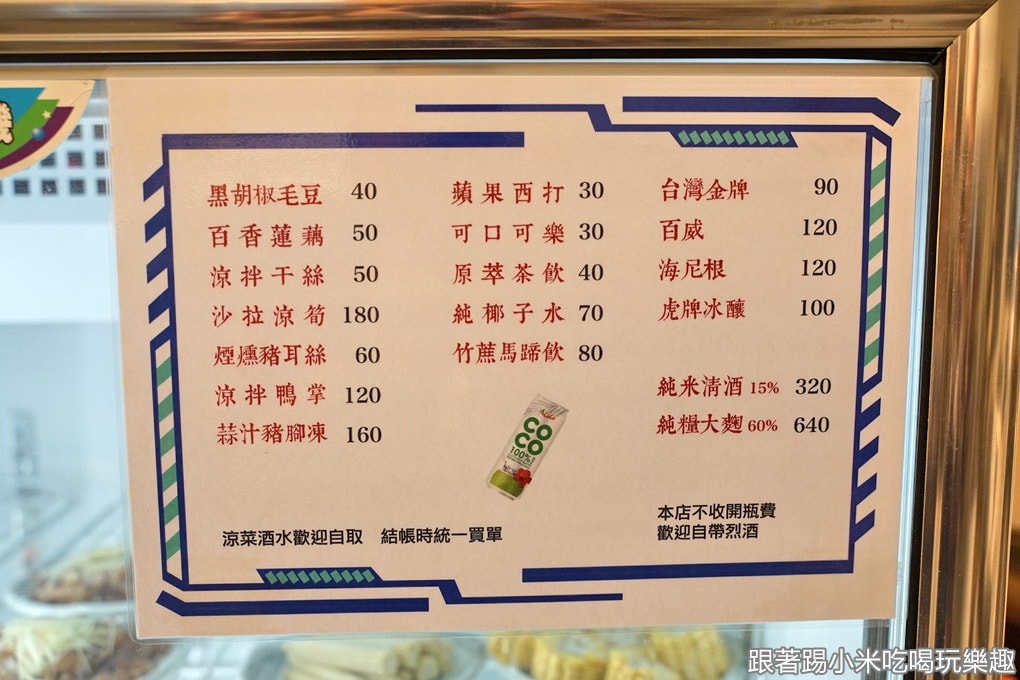 黑胡椒毛豆 40
百香蓮藕 50
涼拌干絲 50
沙拉涼筍 180
煙燻豬耳絲 60
涼拌鴨掌 120
蒜汁豬腳凍 160
蘋果西打 30
可口可樂 30
原萃茶飲 40
純椰子水 70
竹蔗馬蹄飲 80
COCO
100%
台灣金牌 90
百威 120
海尼根 120
虎牌冰釀 100
純米清酒 15% 320
純糧大麴 60% 640
涼菜酒水歡迎自取 結帳時統一買單
本店不收開瓶費
歡迎自帶烈酒
跟著踢小米吃喝玩樂趣